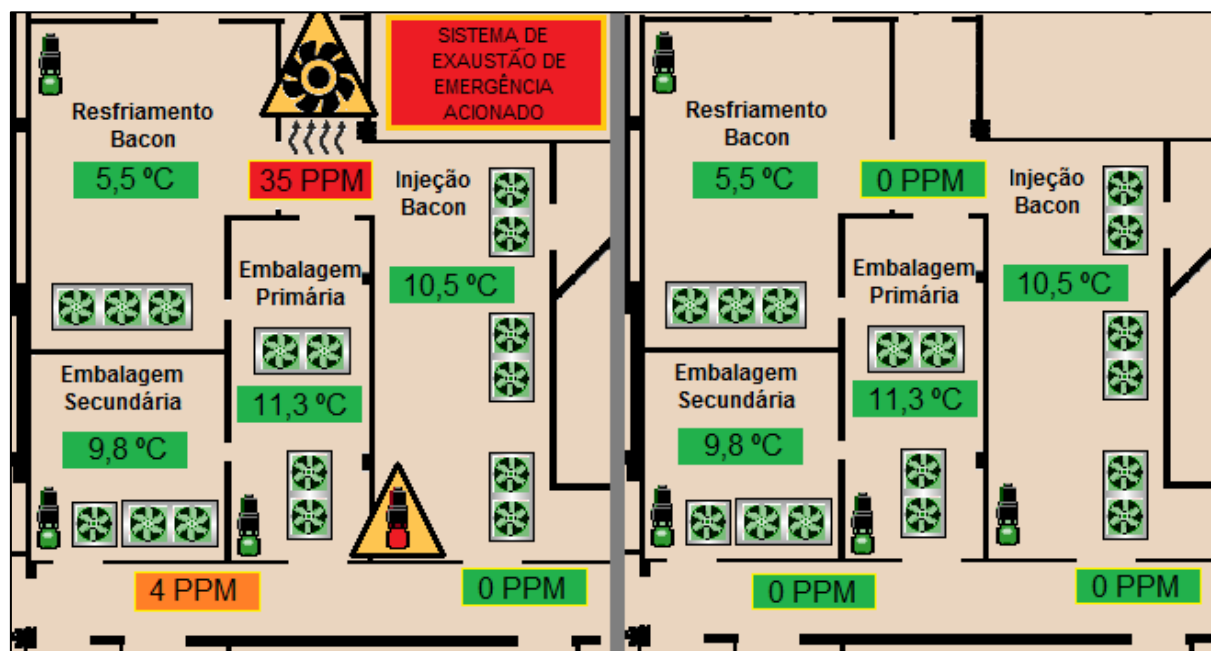 SISTEMA DE
EXAUSTÃO DE
EMERGÊNCIA
ACIONADO
Resfriamento
Bacon
5,5 ºC
35 PPM
Injeção
Bacon
Embalagem
Primária
10,5 ºC
Embalagem
Secundária
11,3 ºC
9,8 ºC
4 PPM
0 PPM
Resfriamento
Bacon
5,5 ºC
0 PPM
Injeção
Bacon
Embalagem
Primária
10,5 ºC
Embalagem
Secundária
11,3 ºC
9,8 ºC
0 PPM
0 PPM